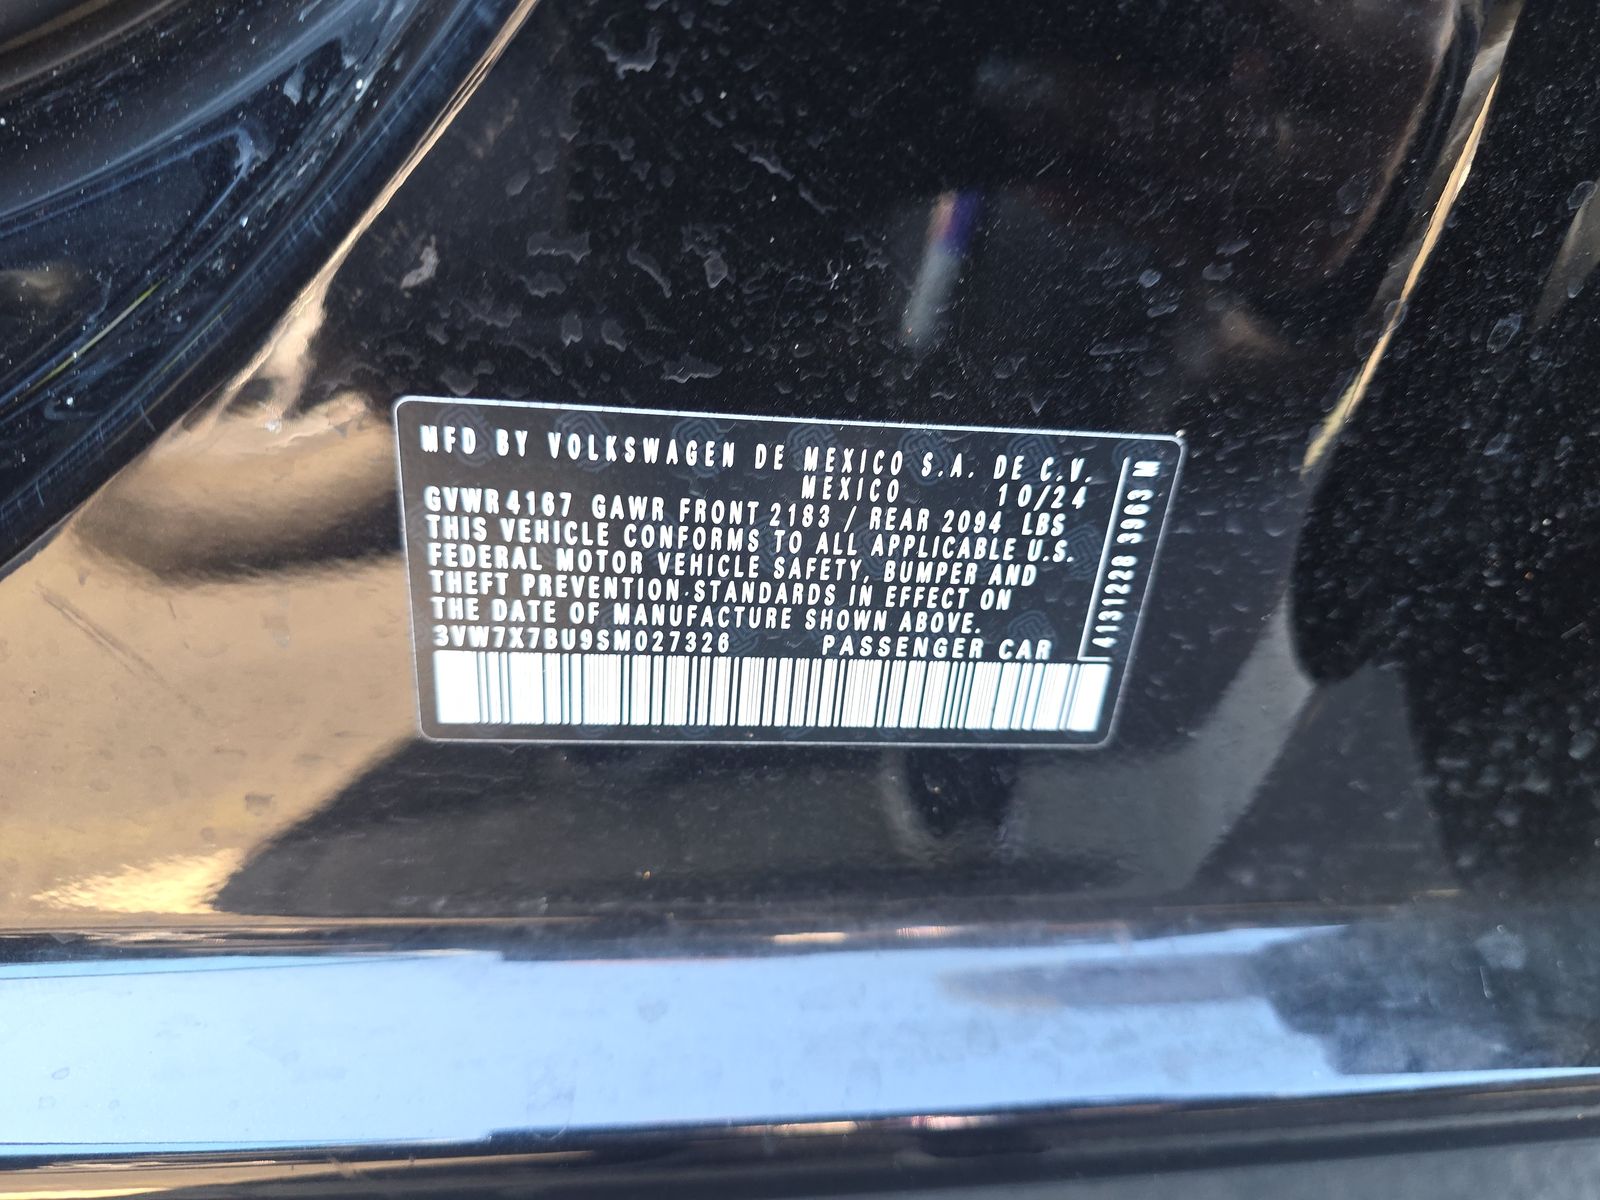 MFD BY VOLKSWAGEN DE MEXICO S.A. DE C.V.
MEXICO 10/24
GVWR 4167 GAWR FRONT 2183 / REAR 2094 LBS
THIS VEHICLE CONFORMS TO ALL APPLICABLE U.S.
FEDERAL MOTOR VEHICLE SAFETY, BUMPER AND
THEFT PREVENTION STANDARDS IN EFFECT ON
THE DATE OF MANUFACTURE SHOWN ABOVE.
3VW7X7BU9SM027326 PASSENGER CAR
4131228 3963 M